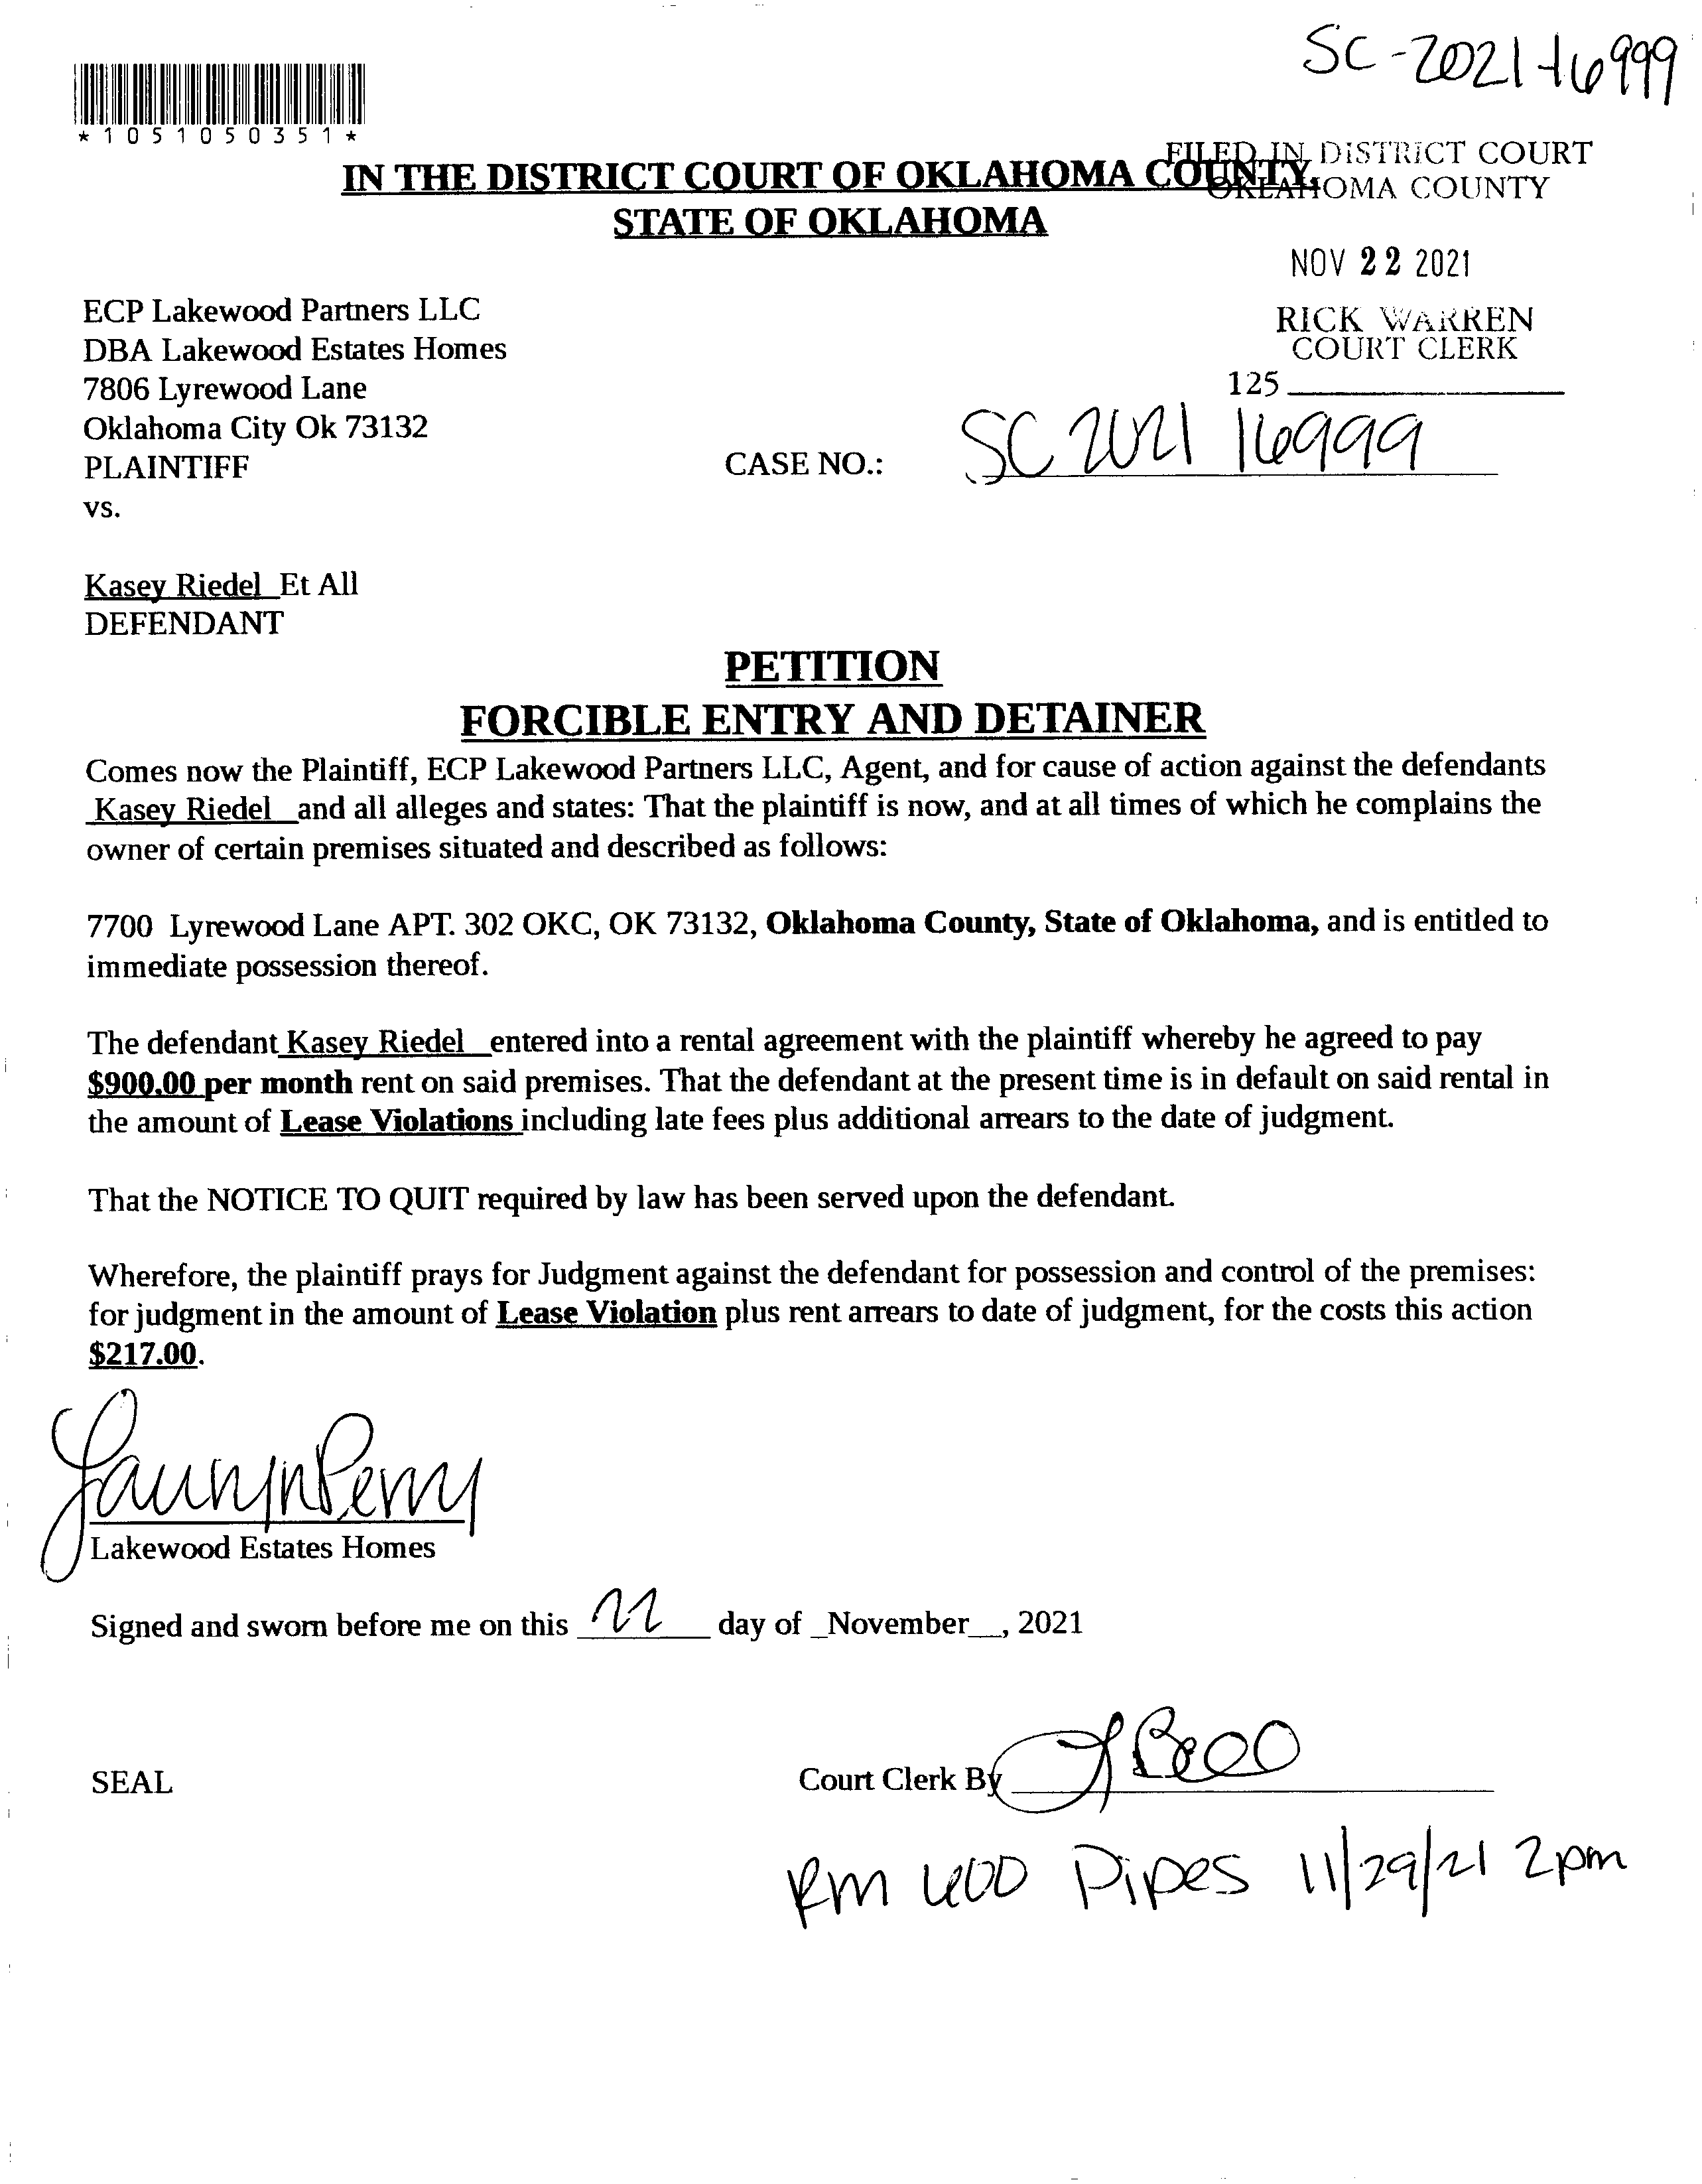 SC-2021-16999
*1051050351*
FILED IN DISTRICT COURT
OKLAHOMA COUNTY
IN THE DISTRICT COURT OF OKLAHOMA COUNTY,
STATE OF OKLAHOMA
NOV 22 2021
RICK WARREN
COURT CLERK
125
ECP Lakewood Partners LLC
DBA Lakewood Estates Homes
7806 Lyrewood Lane
Oklahoma City Ok 73132
PLAINTIFF
CASE NO.: SC 2021 16999
vs.
Kasey Riedel Et All
DEFENDANT
PETITION
FORCIBLE ENTRY AND DETAINER
Comes now the Plaintiff, ECP Lakewood Partners LLC, Agent, and for cause of action against the defendants
Kasey Riedel and all alleges and states: That the plaintiff is now, and at all times of which he complains the
owner of certain premises situated and described as follows:
7700 Lyrewood Lane APT. 302 OKC, OK 73132, Oklahoma County, State of Oklahoma, and is entitled to
immediate possession thereof.
The defendant Kasey Riedel entered into a rental agreement with the plaintiff whereby he agreed to pay
$900.00 per month rent on said premises. That the defendant at the present time is in default on said rental in
the amount of Lease Violations including late fees plus additional arrears to the date of judgment.
That the NOTICE TO QUIT required by law has been served upon the defendant.
Wherefore, the plaintiff prays for Judgment against the defendant for possession and control of the premises:
for judgment in the amount of Lease Violation plus rent arrears to date of judgment, for the costs this action
$217.00.
Lauryn Perry
Lakewood Estates Homes
Signed and sworn before me on this 22 day of _November__, 2021
SEAL
Court Clerk By
Rm 400 Pipes 11/29/21 2pm